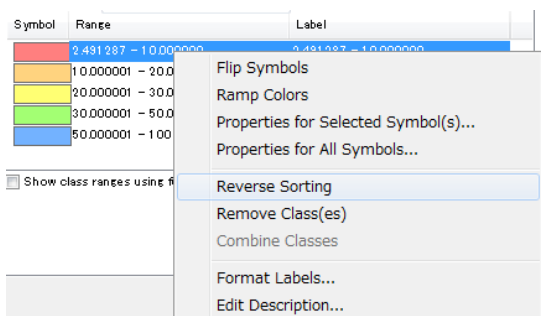 Symbol Range Label
2.491287 - 10.000000 2.491287 - 10.000000
10.000001 - 20.0
20.000001 - 30.0
30.000001 - 50.0
50.000001 - 100
Show class ranges using f
Flip Symbols
Ramp Colors
Properties for Selected Symbol(s)...
Properties for All Symbols...
Reverse Sorting
Remove Class(es)
Combine Classes
Format Labels...
Edit Description...